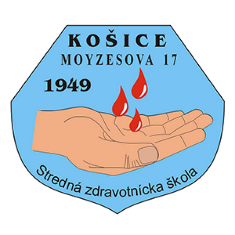 KOŠICE
MOYZESOVA 17
1949
Stredná zdravotnícka škola